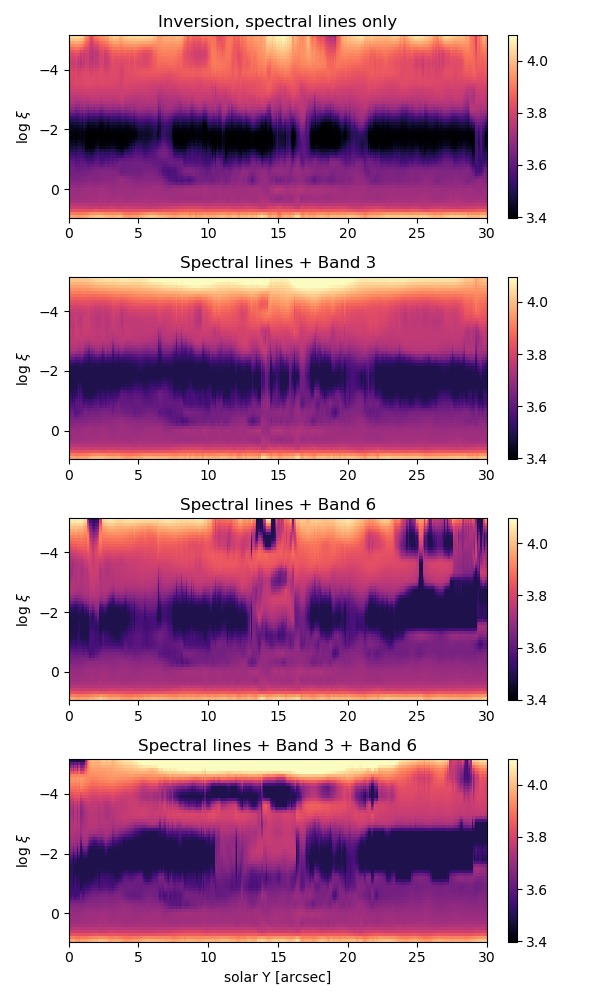 Inversion, spectral lines only
−4
−2
0
log ξ
0 5 10 15 20 25 30
4.0
3.8
3.6
3.4
Spectral lines + Band 3
−4
−2
0
log ξ
0 5 10 15 20 25 30
4.0
3.8
3.6
3.4
Spectral lines + Band 6
−4
−2
0
log ξ
0 5 10 15 20 25 30
4.0
3.8
3.6
3.4
Spectral lines + Band 3 + Band 6
−4
−2
0
log ξ
0 5 10 15 20 25 30
4.0
3.8
3.6
3.4
solar Y [arcsec]